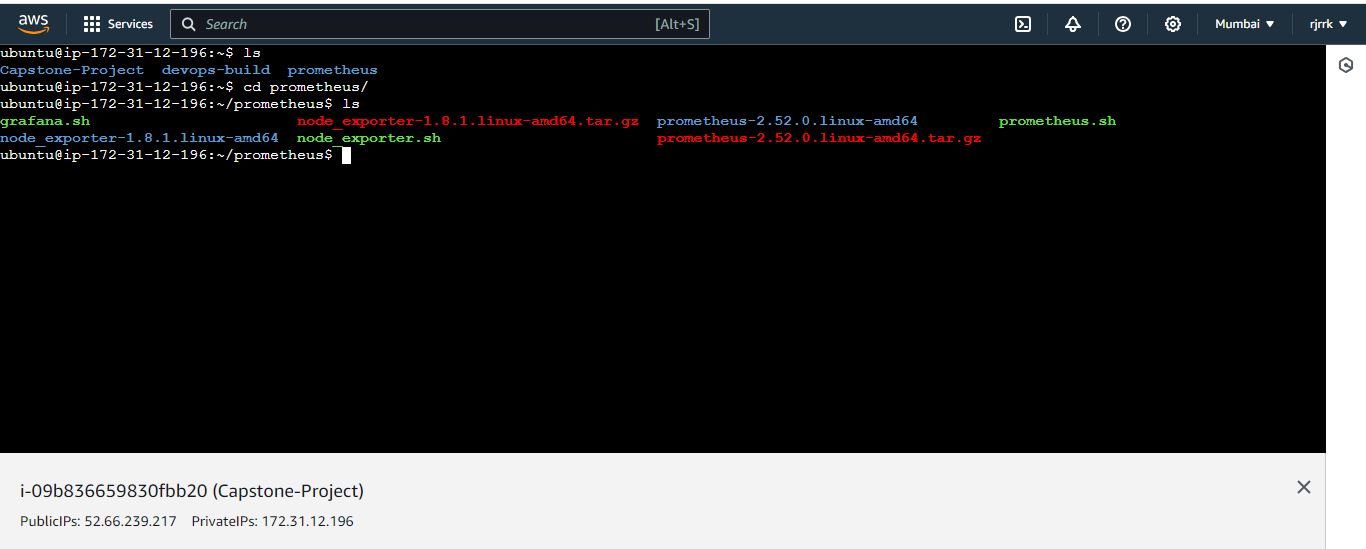 aws Services Search [Alt+S] Mumbai ▼ rjrrk ▼
ubuntu@ip-172-31-12-196:~$ ls
Capstone-Project devops-build prometheus
ubuntu@ip-172-31-12-196:~$ cd prometheus/
ubuntu@ip-172-31-12-196:~/prometheus$ ls
grafana.sh node_exporter-1.8.1.linux-amd64.tar.gz prometheus-2.52.0.linux-amd64 prometheus.sh
node_exporter-1.8.1.linux-amd64 node_exporter.sh prometheus-2.52.0.linux-amd64.tar.gz
ubuntu@ip-172-31-12-196:~/prometheus$
i-09b836659830fbb20 (Capstone-Project)
PublicIPs: 52.66.239.217 PrivateIPs: 172.31.12.196